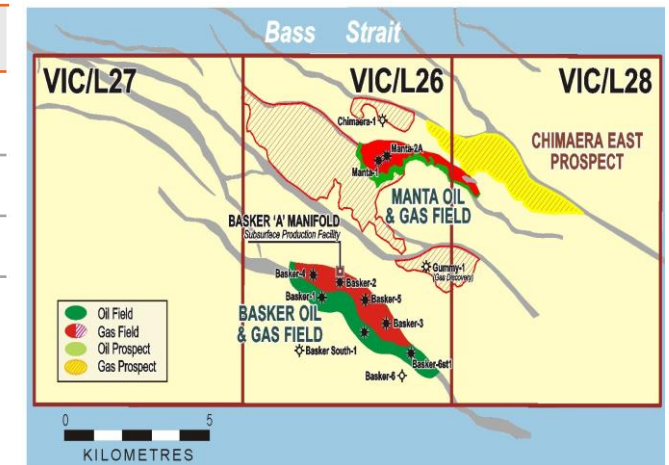 Bass Strait
VIC/L27
VIC/L26
VIC/L28
Chimaera-1
CHIMAERA EAST
PROSPECT
Manta-2A
Manta-1
MANTA OIL
& GAS FIELD
BASKER 'A' MANIFOLD
Subsurface Production Facility
Gummy-1
(Gas Discovery)
Basker-4
Basker-2
Basker-1
Basker-5
BASKER OIL
& GAS FIELD
Basker-3
Basker South-1
Basker-6st1
Basker-6
Oil Field
Gas Field
Oil Prospect
Gas Prospect
0 5
KILOMETRES